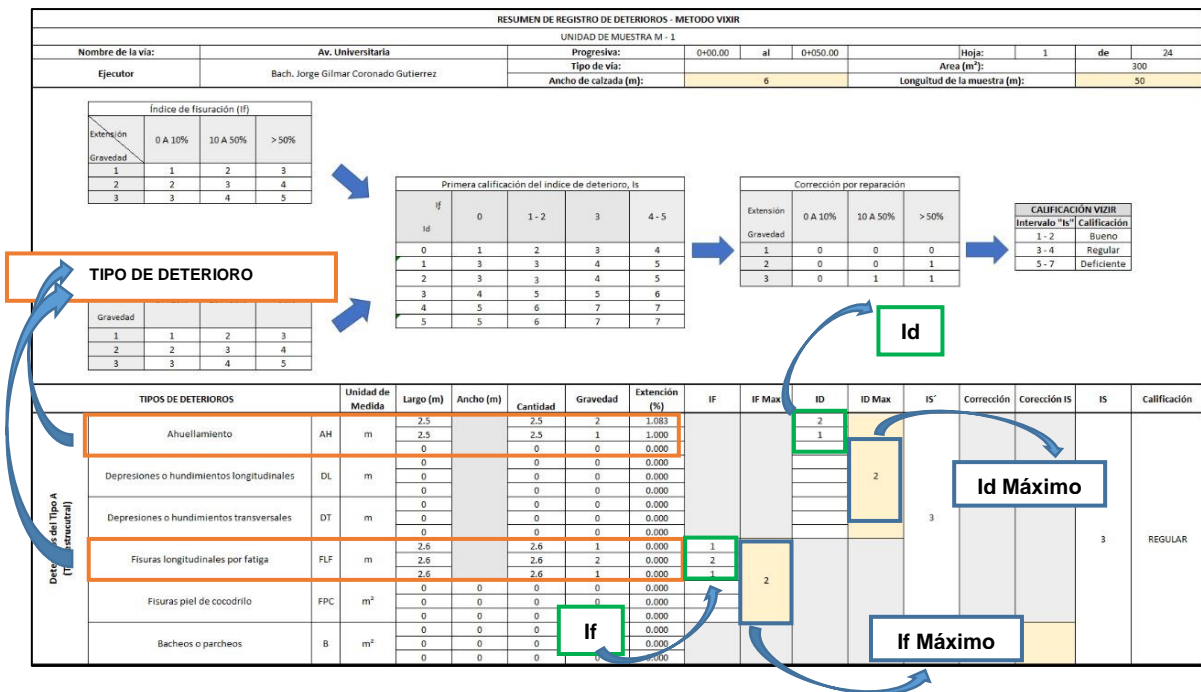 RESUMEN DE REGISTRO DE DETERIOROS - METODO VIXIR
UNIDAD DE MUESTRA M - 1
Nombre de la vía: Av. Universitaria Progresiva: 0+00.00 al 0+050.00 Hoja: 1 de 24
Ejecutor Bach. Jorge Gilmar Coronado Gutierrez Tipo de vía: Area (m²): 300
Ancho de calzada (m): 6 Longuitud de la muestra (m): 50
Índice de fisuración (If)
Extensión 0 A 10% 10 A 50% > 50%
Gravedad
1 1 2 3
2 2 3 4
3 3 4 5
Primera calificación del indice de deterioro, Is
If 0 1 - 2 3 4 - 5
Id
0 1 2 3 4
1 3 3 4 5
2 3 3 4 5
3 4 5 5 6
4 5 6 7 7
5 5 6 7 7
Corrección por reparación
Extensión 0 A 10% 10 A 50% > 50%
Gravedad
1 0 0 0
2 0 0 1
3 0 1 1
CALIFICACIÓN VIZIR
Intervalo "Is" Calificación
1 - 2 Bueno
3 - 4 Regular
5 - 7 Deficiente
TIPO DE DETERIORO
Gravedad
1 1 2 3
2 2 3 4
3 3 4 5
Id
TIPOS DE DETERIOROS Unidad de Medida Largo (m) Ancho (m) Cantidad Gravedad Extención (%) IF IF Max ID ID Max IS´ Corrección Corección IS IS Calificación
Ahuellamiento AH m
2.5 2.5 2 1.083 2
2.5 2.5 1 1.000 1
0 0 0 0.000
Depresiones o hundimientos longitudinales DL m
0 0 0 0.000
0 0 0 0.000 2
0 0 0 0.000
Id Máximo
Depresiones o hundimientos transversales DT m
0 0 0 0.000
0 0 0 0.000 3
0 0 0 0.000
3 REGULAR
Fisuras longitudinales por fatiga FLF m
2.6 2.6 1 0.000 1
2.6 2.6 2 0.000 2
2.6 2.6 1 0.000 1
2
Fisuras piel de cocodrilo FPC m²
0 0 0 0 0.000
0 0 0 0.000
0 0 0 0.000
If
If Máximo
Bacheos o parcheos B m²
0 0 0 0.000
0 0 0 0.000
0 0 0 0 0.000